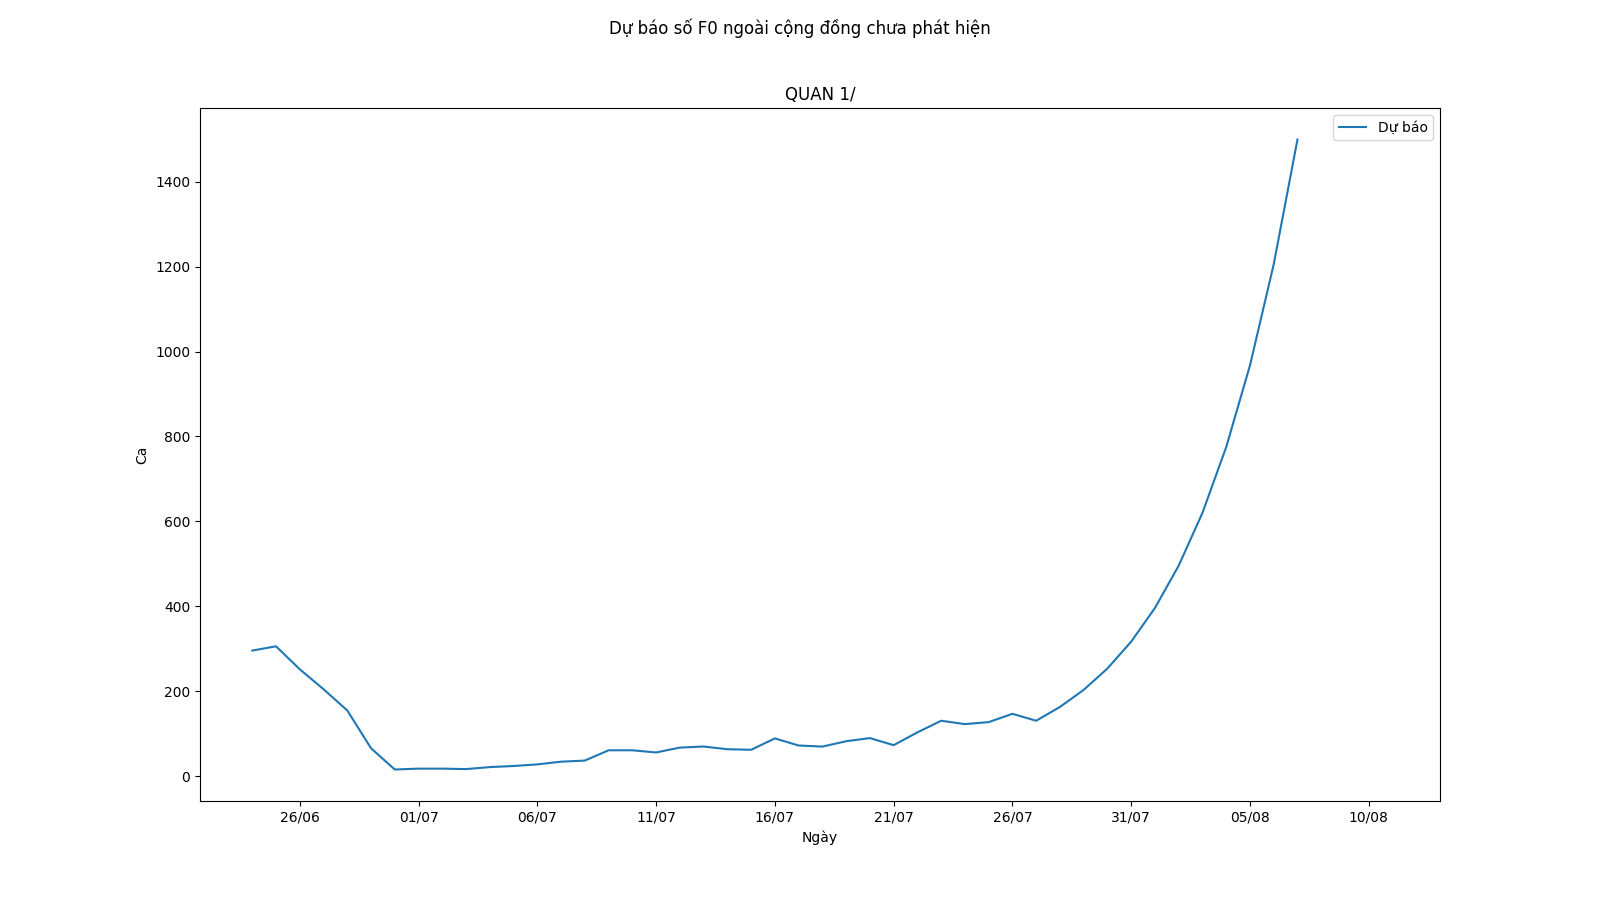 Dự báo số F0 ngoài cộng đồng chưa phát hiện
QUAN 1/
Dự báo
1400
1200
1000
800
600
400
200
0
Ca
26/06 01/07 06/07 11/07 16/07 21/07 26/07 31/07 05/08 10/08
Ngày